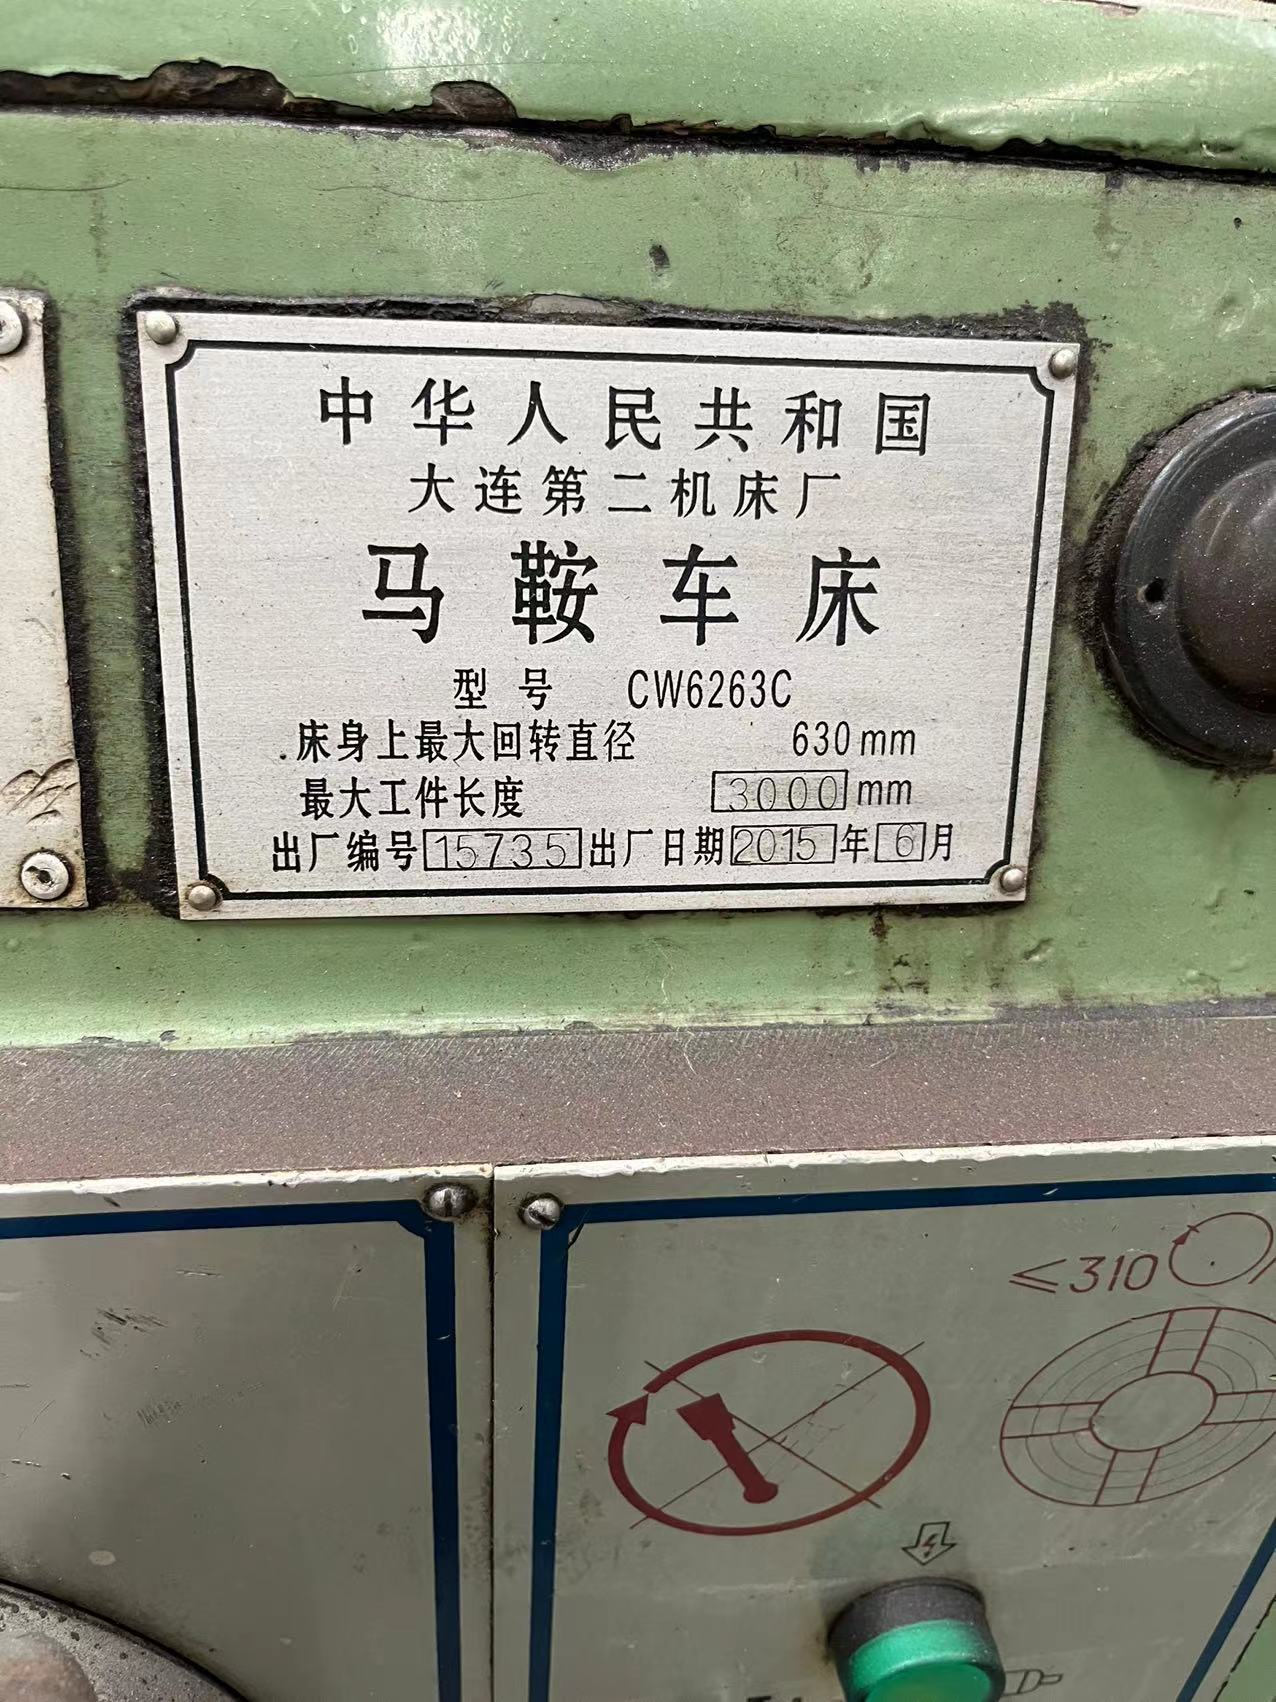 中华人民共和国
大连第二机床厂
马鞍车床
型号 CW6263C
床身上最大回转直径 630mm
最大工件长度 3000mm
出厂编号 15735 出厂日期 2015 年 6 月
≤310